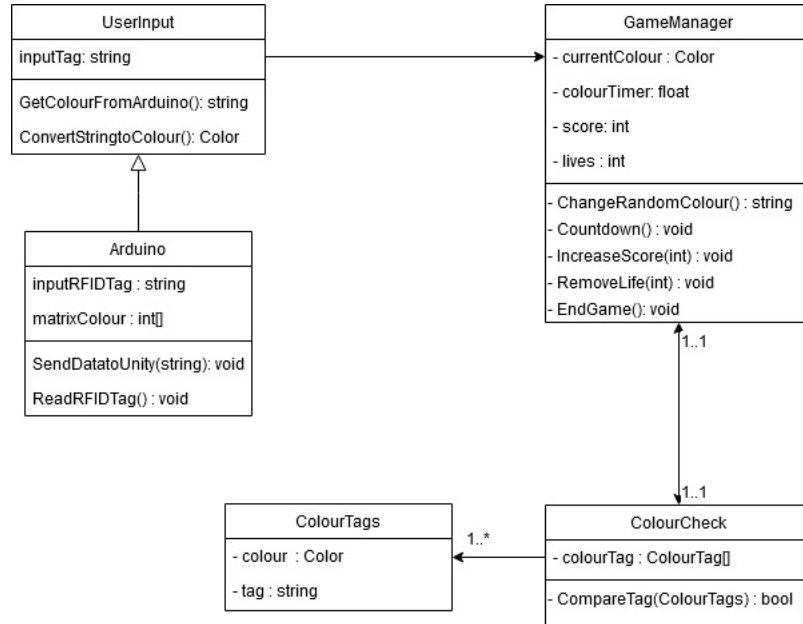 UserInput
inputTag: string
GetColourFromArduino(): string
ConvertStringtoColour(): Color
GameManager
- currentColour : Color
- colourTimer: float
- score: int
- lives : int
- ChangeRandomColour() : string
- Countdown() : void
- IncreaseScore(int) : void
- RemoveLife(int) : void
- EndGame(): void
Arduino
inputRFIDTag : string
matrixColour : int[]
SendDatatoUnity(string): void
ReadRFIDTag() : void
1..1
1..1
ColourTags
- colour : Color
- tag : string
1..*
ColourCheck
- colourTag : ColourTag[]
- CompareTag(ColourTags) : bool